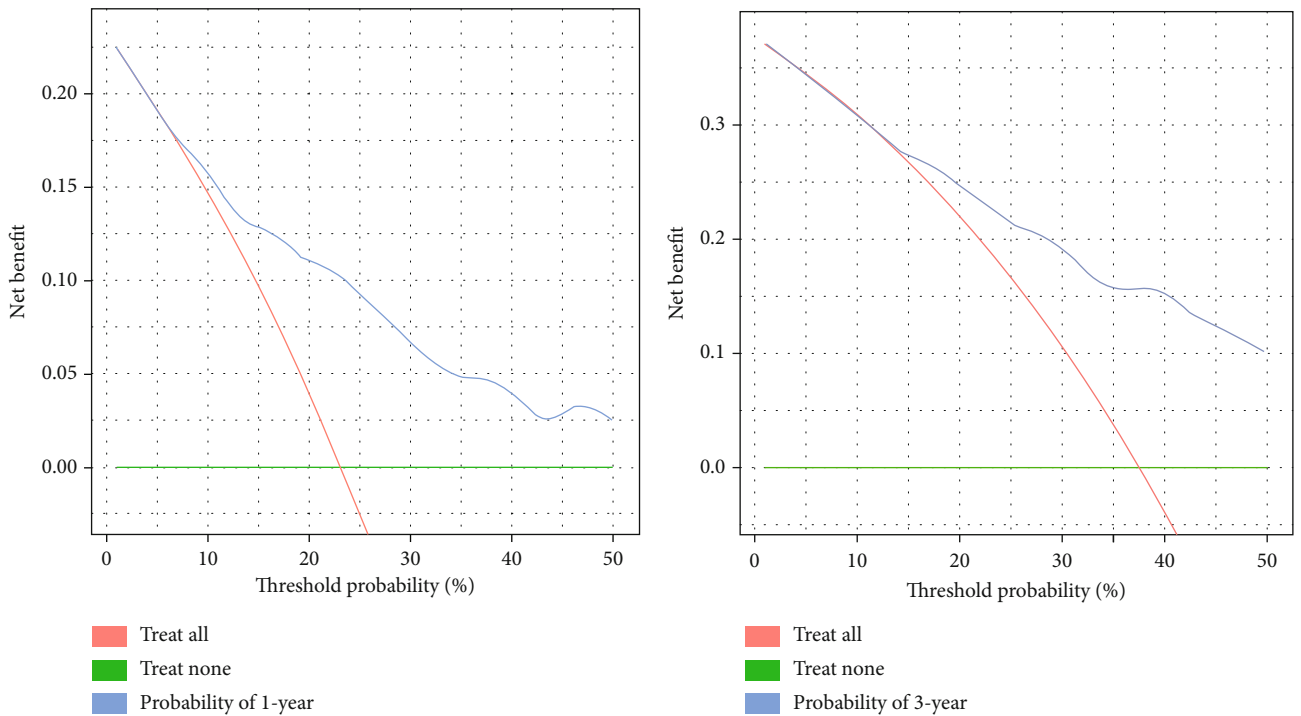 Net benefit
0.20
0.15
0.10
0.05
0.00
0 10 20 30 40 50
Threshold probability (%)
Treat all
Treat none
Probability of 1-year
Net benefit
0.3
0.2
0.1
0.0
0 10 20 30 40 50
Threshold probability (%)
Treat all
Treat none
Probability of 3-year